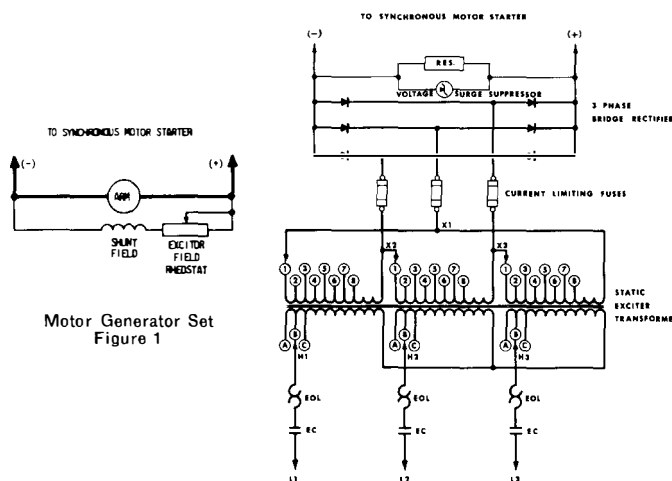 TO SYNCHRONOUS MOTOR STARTER
(-)
(+)
ARM
SHUNT
FIELD
EXCITOR
FIELD
RHEOSTAT
Motor Generator Set
Figure 1
TO SYNCHRONOUS MOTOR STARTER
(-)
(+)
RES.
VOLTAGE SURGE SUPPRESSOR
3 PHASE
BRIDGE RECTIFIER
CURRENT LIMITING FUSES
X1
X2
X3
1 3 5 7
2 4 6 8
1 3 5 7
2 4 6 8
1 3 5 7
2 4 6 8
STATIC
EXCITER
TRANSFORMER
A B C
H1
A B C
H2
A B C
H3
EOL
EOL
EOL
EC
EC
EC
L1
L2
L3